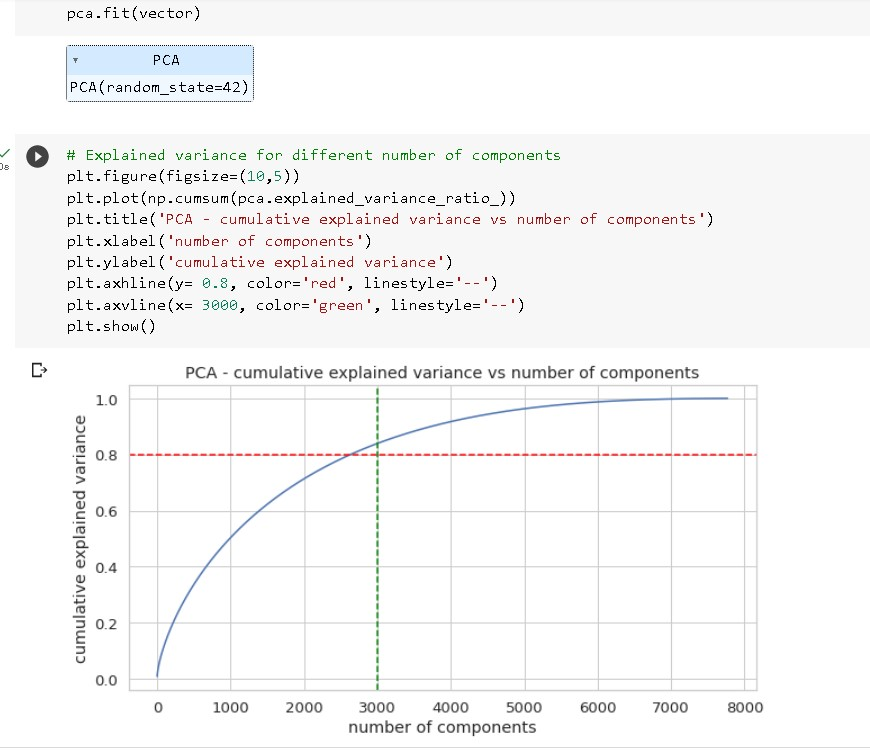 pca.fit(vector)
PCA
PCA(random_state=42)
0s
# Explained variance for different number of components
plt.figure(figsize=(10,5))
plt.plot(np.cumsum(pca.explained_variance_ratio_))
plt.title('PCA - cumulative explained variance vs number of components')
plt.xlabel('number of components')
plt.ylabel('cumulative explained variance')
plt.axhline(y= 0.8, color='red', linestyle='--')
plt.axvline(x= 3000, color='green', linestyle='--')
plt.show()
PCA - cumulative explained variance vs number of components
cumulative explained variance
1.0
0.8
0.6
0.4
0.2
0.0
0 1000 2000 3000 4000 5000 6000 7000 8000
number of components